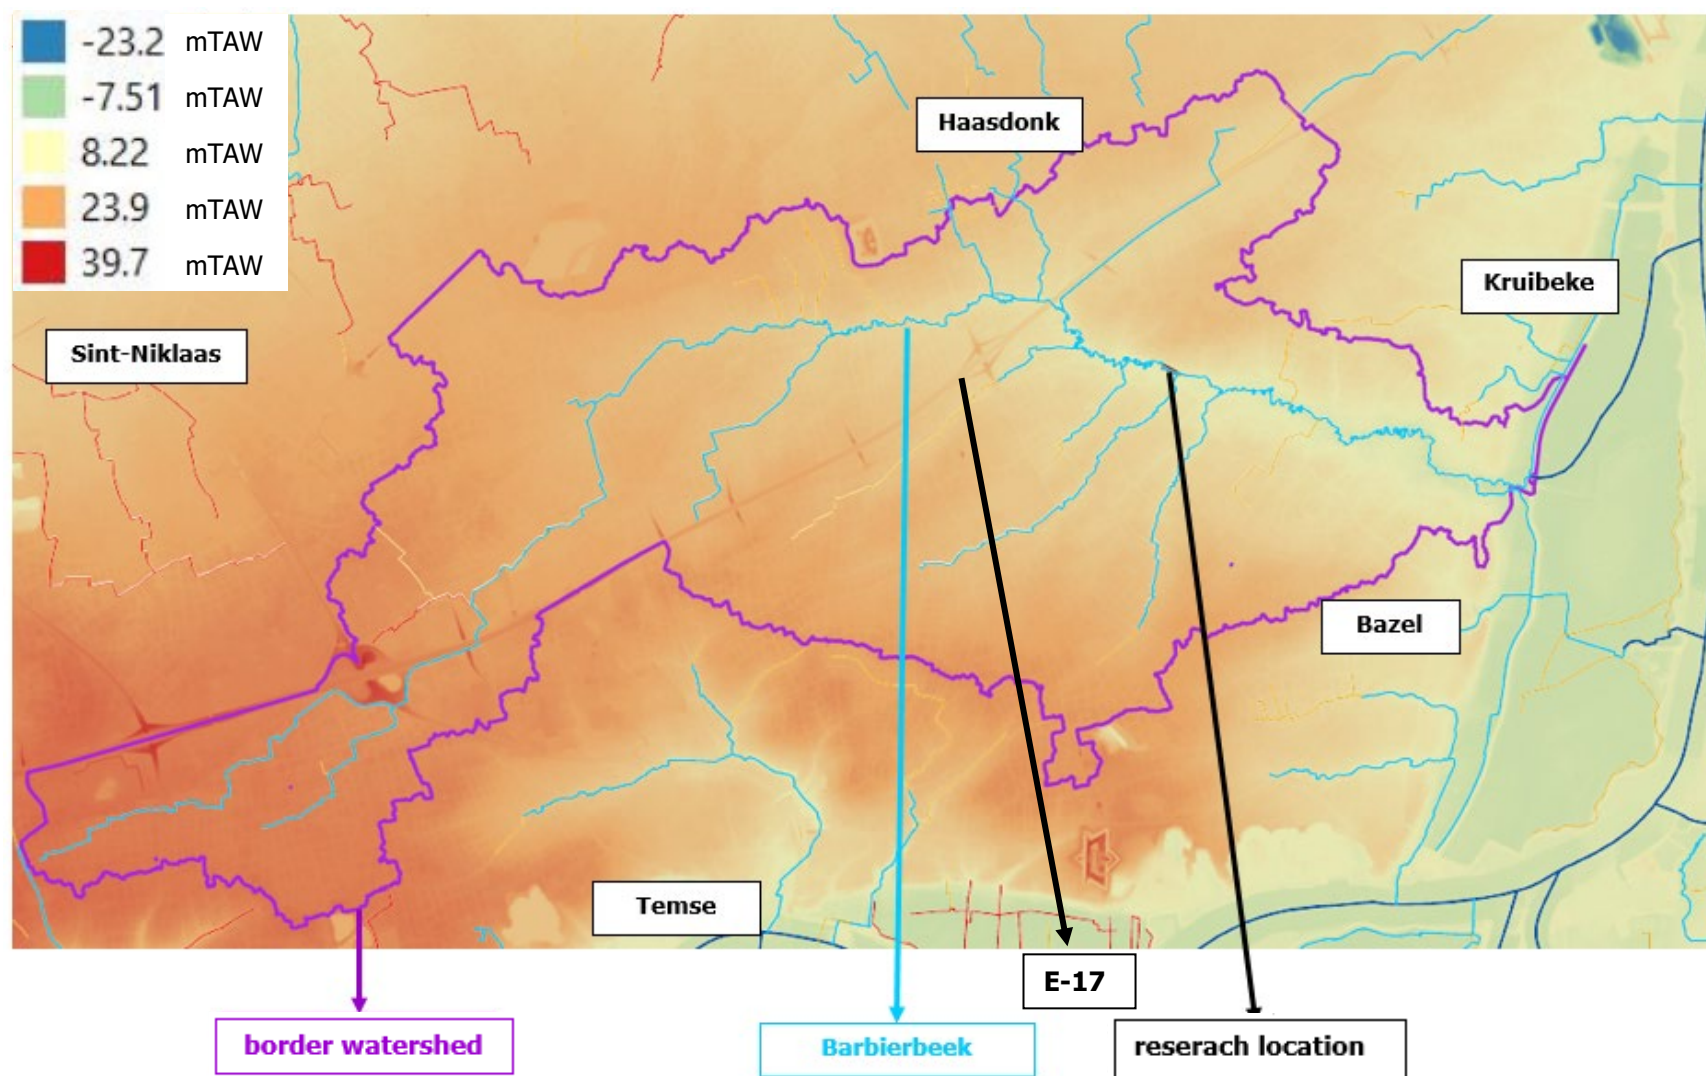 -23.2 mTAW
-7.51 mTAW
8.22 mTAW
23.9 mTAW
39.7 mTAW
Haasdonk
Kruibeke
Sint-Niklaas
Bazel
Temse
E-17
border watershed
Barbierbeek
reserach location